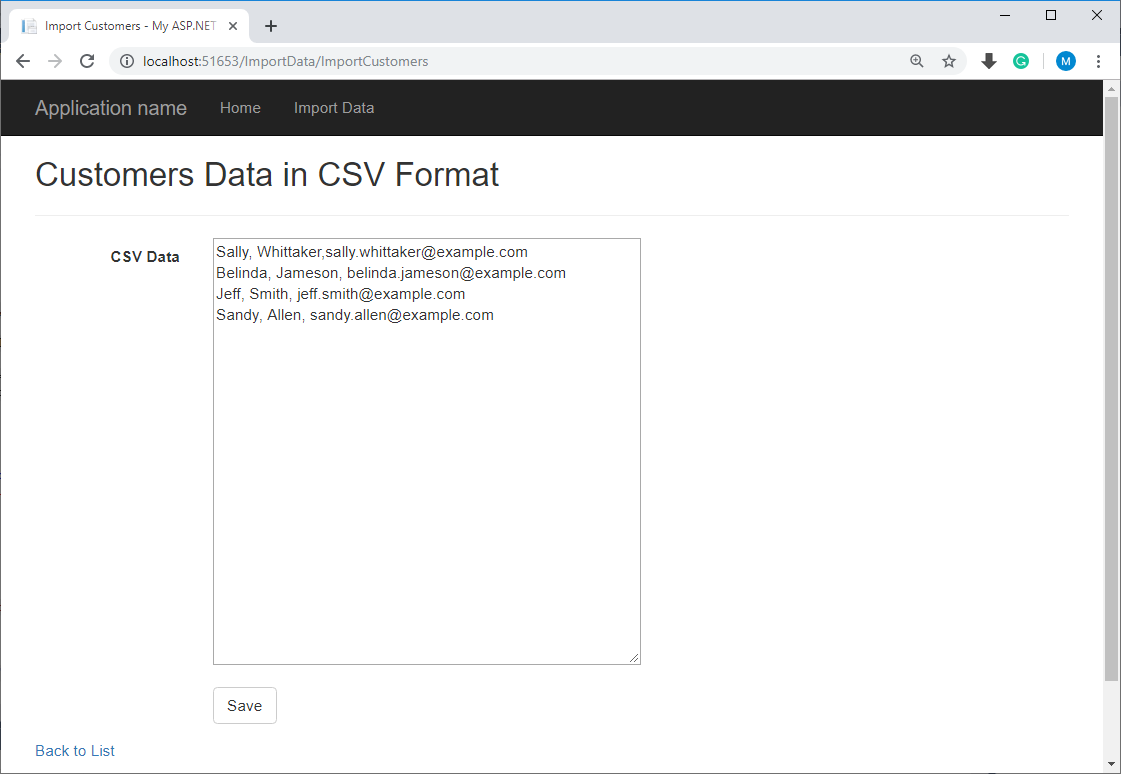 Import Customers - My ASP.NET
localhost:51653/ImportData/ImportCustomers
G
M
Application name
Home
Import Data
Customers Data in CSV Format
CSV Data
Sally, Whittaker,sally.whittaker@example.com
Belinda, Jameson, belinda.jameson@example.com
Jeff, Smith, jeff.smith@example.com
Sandy, Allen, sandy.allen@example.com
Save
Back to List